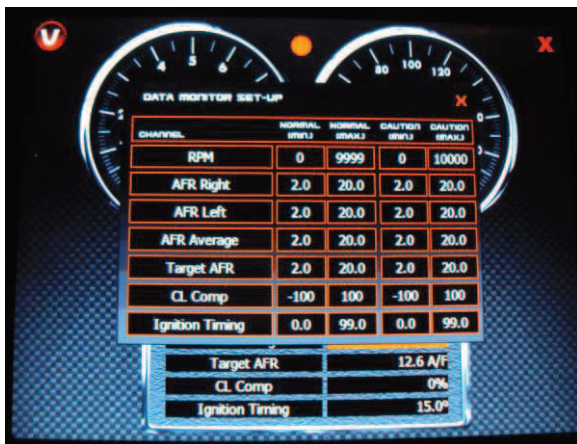 V
X
4 5 6
80 100 120
DATA MONITOR SET-UP X
CHANNEL NORMAL (MIN.) NORMAL (MAX.) CAUTION (MIN.) CAUTION (MAX.)
RPM 0 9999 0 10000
AFR Right 2.0 20.0 2.0 20.0
AFR Left 2.0 20.0 2.0 20.0
AFR Average 2.0 20.0 2.0 20.0
Target AFR 2.0 20.0 2.0 20.0
CL Comp -100 100 -100 100
Ignition Timing 0.0 99.0 0.0 99.0
Target AFR 12.6 A/F
CL Comp 0%
Ignition Timing 15.0°